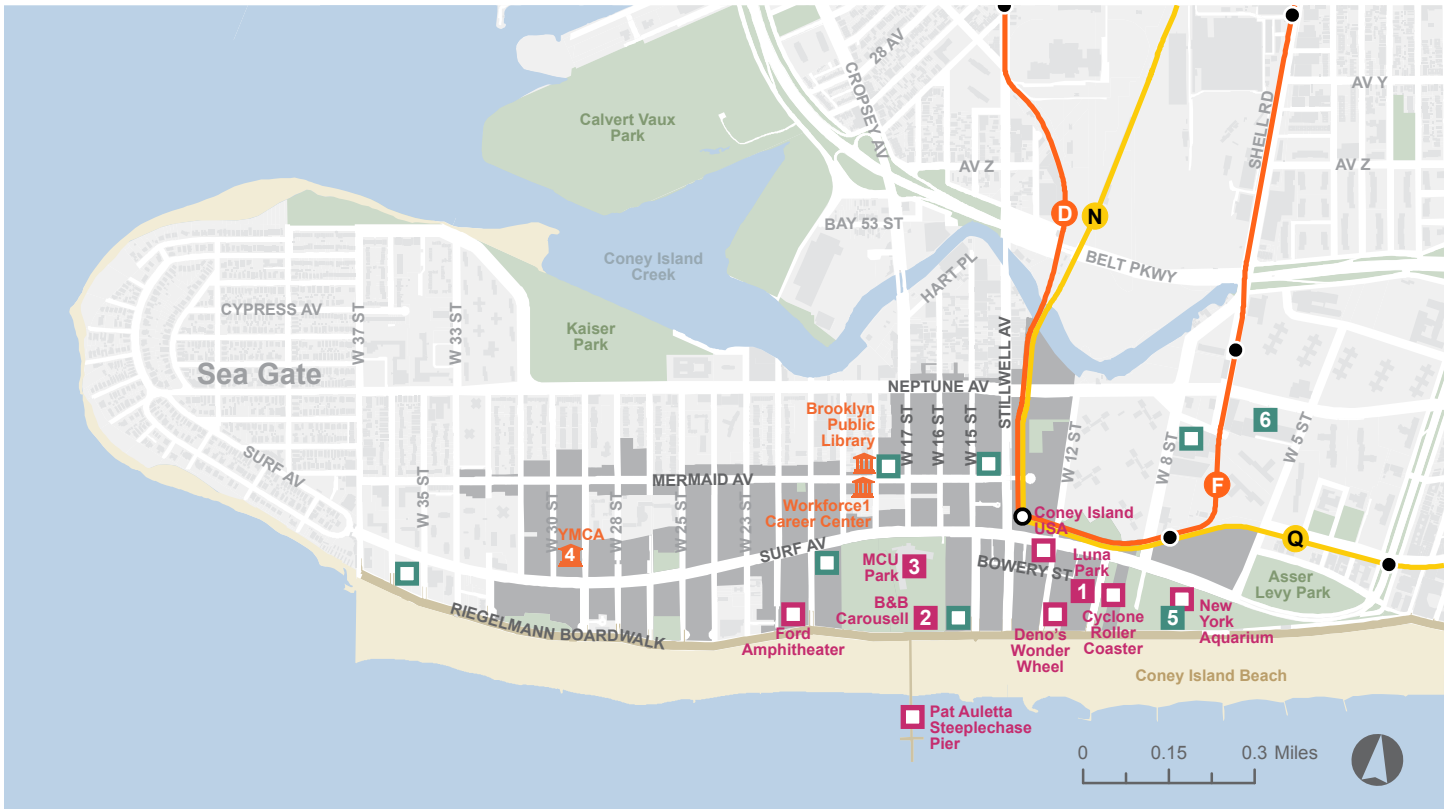 28 AV
CROPSEY AV
AV Y
SHELL RD
Calvert Vaux
Park
AV Z
AV Z
D
N
BAY 53 ST
Coney Island
Creek
HART PL
BELT PKWY
CYPRESS AV
W 37 ST
W 33 ST
Kaiser
Park
STILLWELL AV
Sea Gate
NEPTUNE AV
Brooklyn
Public
Library
W 17 ST
W 16 ST
W 15 ST
W 12 ST
W 8 ST
6
W 5 ST
SURF AV
MERMAID AV
F
W 35 ST
W 30 ST
W 28 ST
W 25 ST
W 23 ST
Workforce1
Career Center
Coney Island
USA
YMCA
4
SURF AV
Q
MCU
Park
3
BOWERY ST
Luna
Park
1
Asser
Levy Park
RIEGELMANN BOARDWALK
Ford
Amphitheater
B&B
Carousell
2
Deno's
Wonder
Wheel
Cyclone
Roller
Coaster
5
New
York
Aquarium
Coney Island Beach
Pat Auletta
Steeplechase
Pier
0 0.15 0.3 Miles